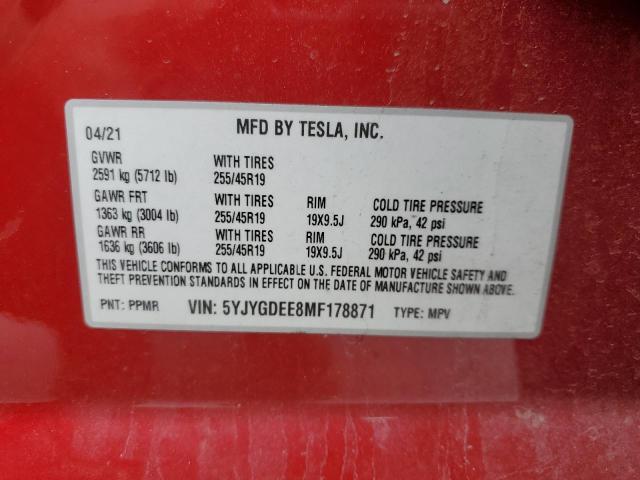 04/21 MFD BY TESLA, INC.
GVWR WITH TIRES
2591 kg (5712 lb) 255/45R19
GAWR FRT WITH TIRES RIM COLD TIRE PRESSURE
1363 kg (3004 lb) 255/45R19 19X9.5J 290 kPa, 42 psi
GAWR RR WITH TIRES RIM COLD TIRE PRESSURE
1636 kg (3606 lb) 255/45R19 19X9.5J 290 kPa, 42 psi
THIS VEHICLE CONFORMS TO ALL APPLICABLE U.S. FEDERAL MOTOR VEHICLE SAFETY AND
THEFT PREVENTION STANDARDS IN EFFECT ON THE DATE OF MANUFACTURE SHOWN ABOVE.
PNT: PPMR VIN: 5YJYGDEE8MF178871 TYPE: MPV